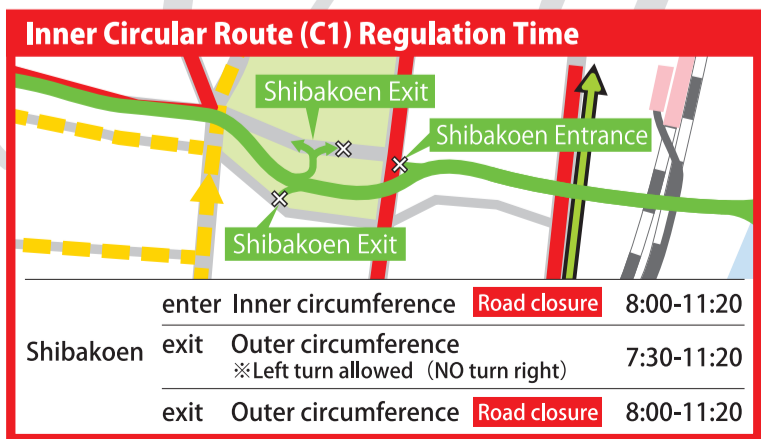 Inner Circular Route (C1) Regulation Time
Shibakoen Exit
Shibakoen Entrance
Shibakoen Exit
Shibakoen
enter Inner circumference Road closure 8:00-11:20
exit Outer circumference 7:30-11:20
※Left turn allowed（NO turn right）
exit Outer circumference Road closure 8:00-11:20